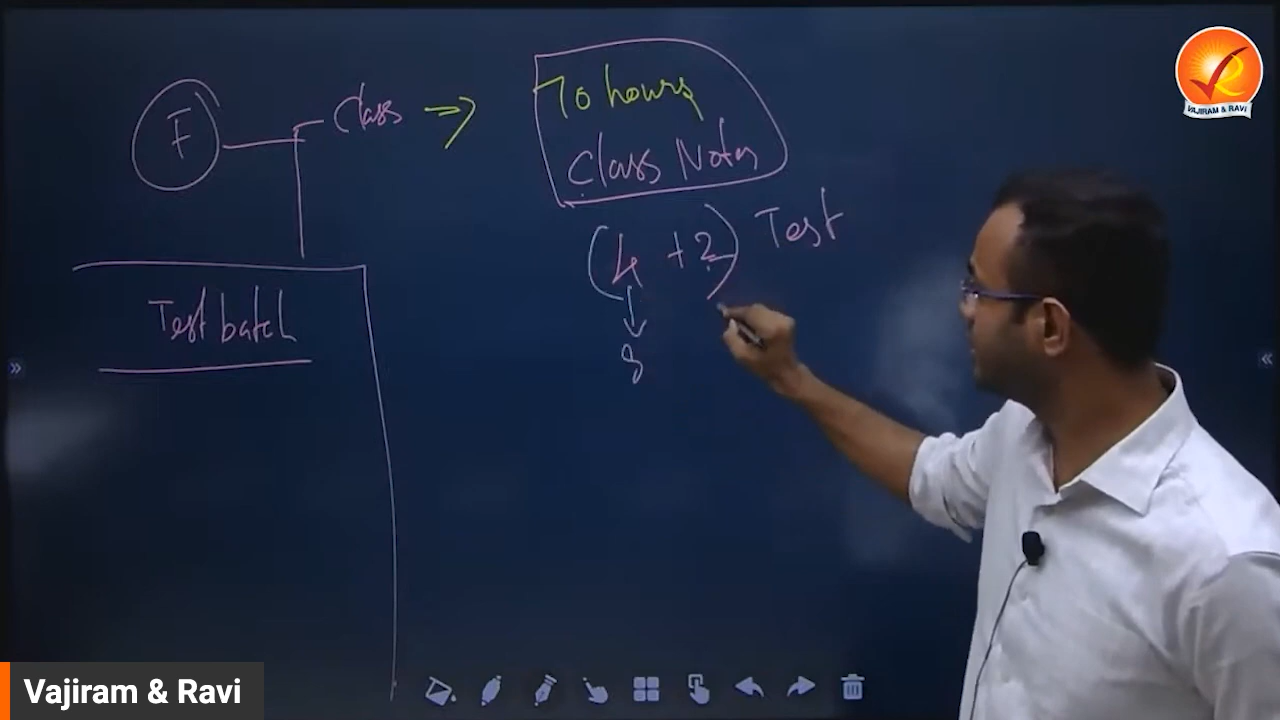 F
Class ⇒
70 hours
Class Notes
(4 + 2) Test
↓
8
Test batch
VAJIRAM & RAVI
Vajiram & Ravi